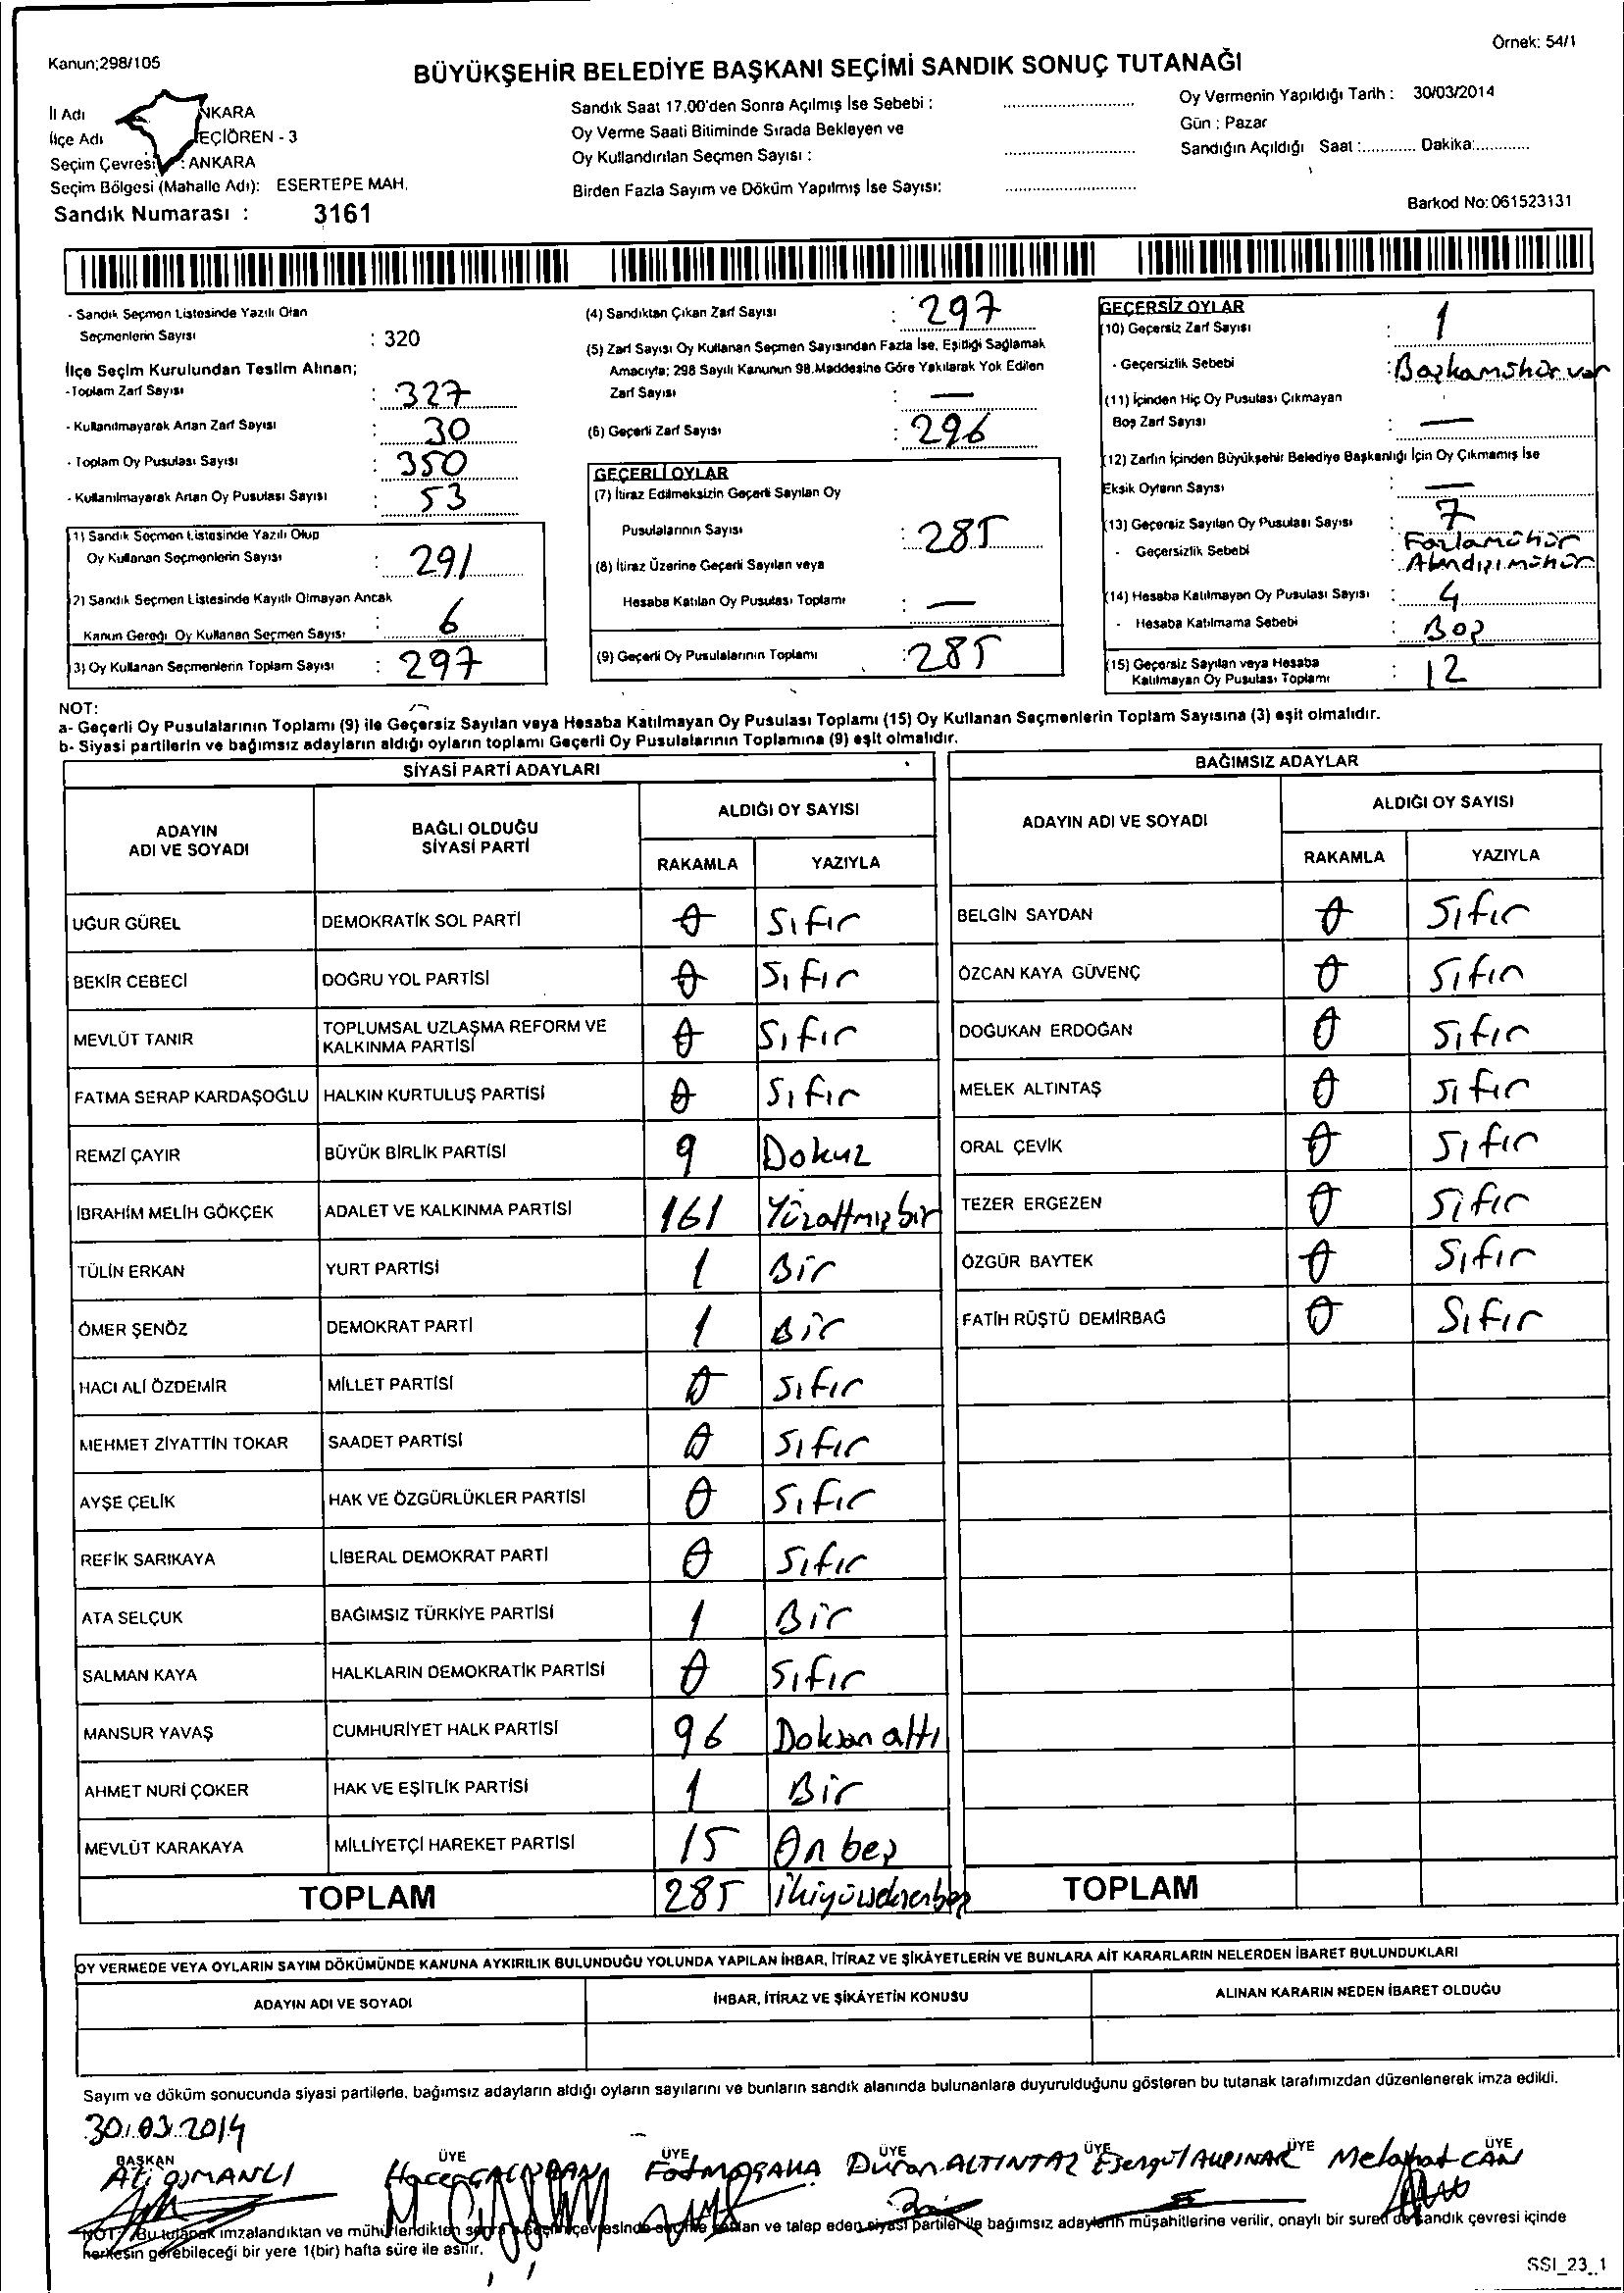 Kanun;298/105
Örnek: 54/1
BÜYÜKŞEHİR BELEDİYE BAŞKANI SEÇİMİ SANDIK SONUÇ TUTANAĞI
İl Adı NKARA
İlçe Adı EÇİÖREN - 3
Seçim Çevresi : ANKARA
Seçim Bölgesi (Mahalle Adı): ESERTEPE MAH.
Sandık Numarası : 3161
Sandık Saat 17.00'den Sonra Açılmış İse Sebebi :
Oy Verme Saati Bitiminde Sırada Bekleyen ve
Oy Kullandırılan Seçmen Sayısı :
Birden Fazla Sayım ve Döküm Yapılmış İse Sayısı:
Oy Vermenin Yapıldığı Tarih : 30/03/2014
Gün : Pazar
Sandığın Açıldığı Saat :............ Dakika:............
Barkod No:061523131
- Sandık Seçmen Listesinde Yazılı Olan
Seçmenlerin Sayısı : 320
İlçe Seçim Kurulundan Teslim Alınan;
-Toplam Zarf Sayısı : 327
- Kullanılmayarak Artan Zarf Sayısı : 30
- Toplam Oy Pusulası Sayısı : 350
- Kullanılmayarak Artan Oy Pusulası Sayısı : 53
1) Sandık Seçmen Listesinde Yazılı Olup
Oy Kullanan Seçmenlerin Sayısı : 291
2) Sandık Seçmen Listesinde Kayıtlı Olmayan Ancak
Kanun Gereği Oy Kullanan Seçmen Sayısı : 6
3) Oy Kullanan Seçmenlerin Toplam Sayısı : 297
(4) Sandıktan Çıkan Zarf Sayısı : 297
(5) Zarf Sayısı Oy Kullanan Seçmen Sayısından Fazla İse, Eşitliği Sağlamak
Amacıyla; 298 Sayılı Kanunun 98.Maddesine Göre Yakılarak Yok Edilen
Zarf Sayısı : —
(6) Geçerli Zarf Sayısı : 296
GEÇERLİ OYLAR
(7) İtiraz Edilmeksizin Geçerli Sayılan Oy
Pusulalarının Sayısı : 285
(8) İtiraz Üzerine Geçerli Sayılan veya
Hesaba Katılan Oy Pusulası Toplamı : —
(9) Geçerli Oy Pusulalarının Toplamı : 285
GEÇERSİZ OYLAR
(10) Geçersiz Zarf Sayısı : 1
- Geçersizlik Sebebi : Başkamühür var
(11) İçinden Hiç Oy Pusulası Çıkmayan
Boş Zarf Sayısı : —
(12) Zarfın İçinden Büyükşehir Belediye Başkanlığı İçin Oy Çıkmamış İse
Eksik Oyların Sayısı : —
(13) Geçersiz Sayılan Oy Pusulası Sayısı : 7
- Geçersizlik Sebebi : Fazlamühür
Alandışı mühür
(14) Hesaba Katılmayan Oy Pusulası Sayısı : 4
- Hesaba Katılmama Sebebi : Boş
(15) Geçersiz Sayılan veya Hesaba
Katılmayan Oy Pusulası Toplamı : 12
NOT:
a- Geçerli Oy Pusulalarının Toplamı (9) ile Geçersiz Sayılan veya Hesaba Katılmayan Oy Pusulası Toplamı (15) Oy Kullanan Seçmenlerin Toplam Sayısına (3) eşit olmalıdır.
b- Siyasi partilerin ve bağımsız adayların aldığı oyların toplamı Geçerli Oy Pusulalarının Toplamına (9) eşit olmalıdır.
SİYASİ PARTİ ADAYLARI
ADAYIN ADI VE SOYADI
BAĞLI OLDUĞU SİYASİ PARTİ
ALDIĞI OY SAYISI
RAKAMLA YAZIYLA
UĞUR GÜREL DEMOKRATİK SOL PARTİ 0 Sıfır
BEKİR CEBECİ DOĞRU YOL PARTİSİ 0 Sıfır
MEVLÜT TANIR TOPLUMSAL UZLAŞMA REFORM VE KALKINMA PARTİSİ 0 Sıfır
FATMA SERAP KARDAŞOĞLU HALKIN KURTULUŞ PARTİSİ 0 Sıfır
REMZİ ÇAYIR BÜYÜK BİRLİK PARTİSİ 9 Dokuz
İBRAHİM MELİH GÖKÇEK ADALET VE KALKINMA PARTİSİ 161 Yüzaltmışbir
TÜLİN ERKAN YURT PARTİSİ 1 Bir
ÖMER ŞENÖZ DEMOKRAT PARTİ 1 Bir
HACI ALİ ÖZDEMİR MİLLET PARTİSİ 0 Sıfır
MEHMET ZİYATTİN TOKAR SAADET PARTİSİ 0 Sıfır
AYŞE ÇELİK HAK VE ÖZGÜRLÜKLER PARTİSİ 0 Sıfır
REFİK SARIKAYA LİBERAL DEMOKRAT PARTİ 0 Sıfır
ATA SELÇUK BAĞIMSIZ TÜRKİYE PARTİSİ 1 Bir
SALMAN KAYA HALKLARIN DEMOKRATİK PARTİSİ 0 Sıfır
MANSUR YAVAŞ CUMHURİYET HALK PARTİSİ 96 Doksan altı
AHMET NURİ ÇOKER HAK VE EŞİTLİK PARTİSİ 1 Bir
MEVLÜT KARAKAYA MİLLİYETÇİ HAREKET PARTİSİ 15 On beş
TOPLAM 285 ikiyüzseksenbeş
BAĞIMSIZ ADAYLAR
ADAYIN ADI VE SOYADI
ALDIĞI OY SAYISI
RAKAMLA YAZIYLA
BELGİN SAYDAN 0 Sıfır
ÖZCAN KAYA GÜVENÇ 0 Sıfır
DOĞUKAN ERDOĞAN 0 Sıfır
MELEK ALTINTAŞ 0 Sıfır
ORAL ÇEVİK 0 Sıfır
TEZER ERGEZEN 0 Sıfır
ÖZGÜR BAYTEK 0 Sıfır
FATİH RÜŞTÜ DEMİRBAĞ 0 Sıfır
TOPLAM
OY VERMEDE VEYA OYLARIN SAYIM DÖKÜMÜNDE KANUNA AYKIRILIK BULUNDUĞU YOLUNDA YAPILAN İHBAR, İTİRAZ VE ŞİKÂYETLERİN VE BUNLARA AİT KARARLARIN NELERDEN İBARET BULUNDUKLARI
ADAYIN ADI VE SOYADI
İHBAR, İTİRAZ VE ŞİKÂYETİN KONUSU
ALINAN KARARIN NEDEN İBARET OLDUĞU
Sayım ve döküm sonucunda siyasi partilerle, bağımsız adayların aldığı oyların sayılarını ve bunların sandık alanında bulunanlara duyurulduğunu gösteren bu tutanak tarafımızdan düzenlenerek imza edildi.
30.03.2014
BAŞKAN ÜYE ÜYE ÜYE ÜYE ÜYE ÜYE
Ali OSMANLI Hacer Duran ALTINTAŞ Melahat CAN
NOT: Bu tutanak imzalandıktan ve mühürlendikten sonra o seçim çevresinde seçime katılan ve talep eden siyasi partiler ile bağımsız adayların müşahitlerine verilir, onaylı bir sureti de sandık çevresi içinde
herkesin görebileceği bir yere 1(bir) hafta süre ile asılır.
SSI_23_1